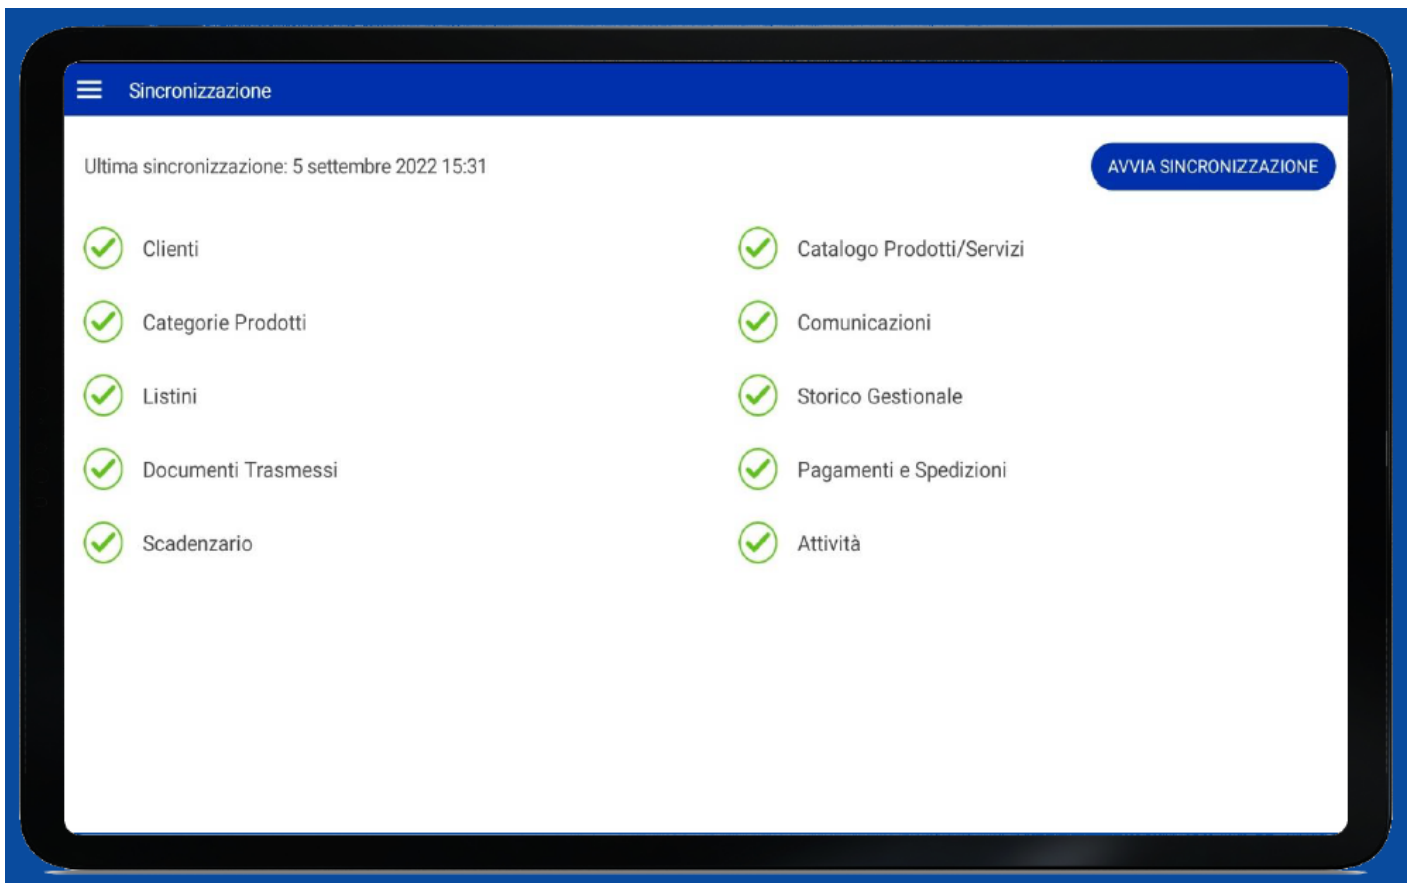 Sincronizzazione
Ultima sincronizzazione: 5 settembre 2022 15:31
AVVIA SINCRONIZZAZIONE
Clienti
Catalogo Prodotti/Servizi
Categorie Prodotti
Comunicazioni
Listini
Storico Gestionale
Documenti Trasmessi
Pagamenti e Spedizioni
Scadenzario
Attività